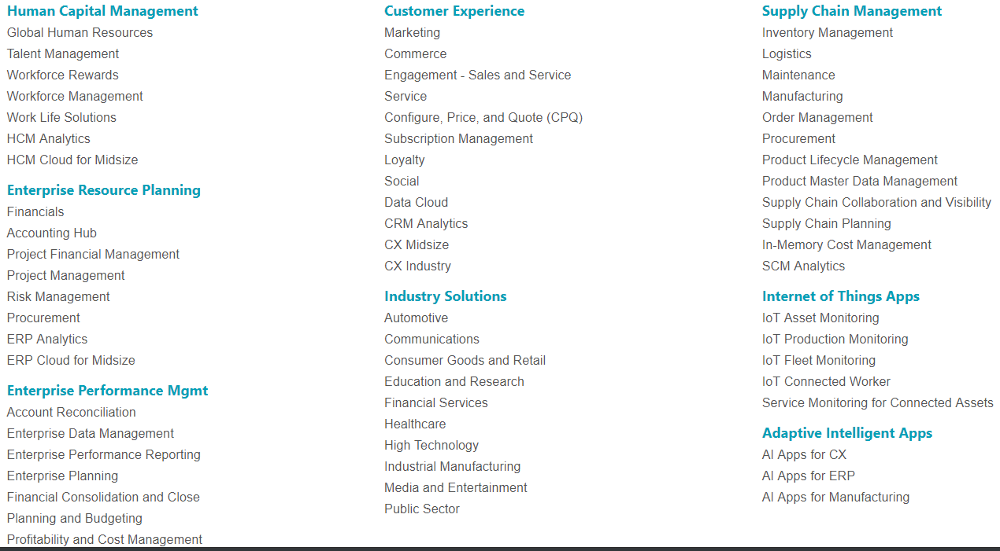 Human Capital Management
Global Human Resources
Talent Management
Workforce Rewards
Workforce Management
Work Life Solutions
HCM Analytics
HCM Cloud for Midsize
Enterprise Resource Planning
Financials
Accounting Hub
Project Financial Management
Project Management
Risk Management
Procurement
ERP Analytics
ERP Cloud for Midsize
Enterprise Performance Mgmt
Account Reconciliation
Enterprise Data Management
Enterprise Performance Reporting
Enterprise Planning
Financial Consolidation and Close
Planning and Budgeting
Profitability and Cost Management
Customer Experience
Marketing
Commerce
Engagement - Sales and Service
Service
Configure, Price, and Quote (CPQ)
Subscription Management
Loyalty
Social
Data Cloud
CRM Analytics
CX Midsize
CX Industry
Industry Solutions
Automotive
Communications
Consumer Goods and Retail
Education and Research
Financial Services
Healthcare
High Technology
Industrial Manufacturing
Media and Entertainment
Public Sector
Supply Chain Management
Inventory Management
Logistics
Maintenance
Manufacturing
Order Management
Procurement
Product Lifecycle Management
Product Master Data Management
Supply Chain Collaboration and Visibility
Supply Chain Planning
In-Memory Cost Management
SCM Analytics
Internet of Things Apps
IoT Asset Monitoring
IoT Production Monitoring
IoT Fleet Monitoring
IoT Connected Worker
Service Monitoring for Connected Assets
Adaptive Intelligent Apps
AI Apps for CX
AI Apps for ERP
AI Apps for Manufacturing